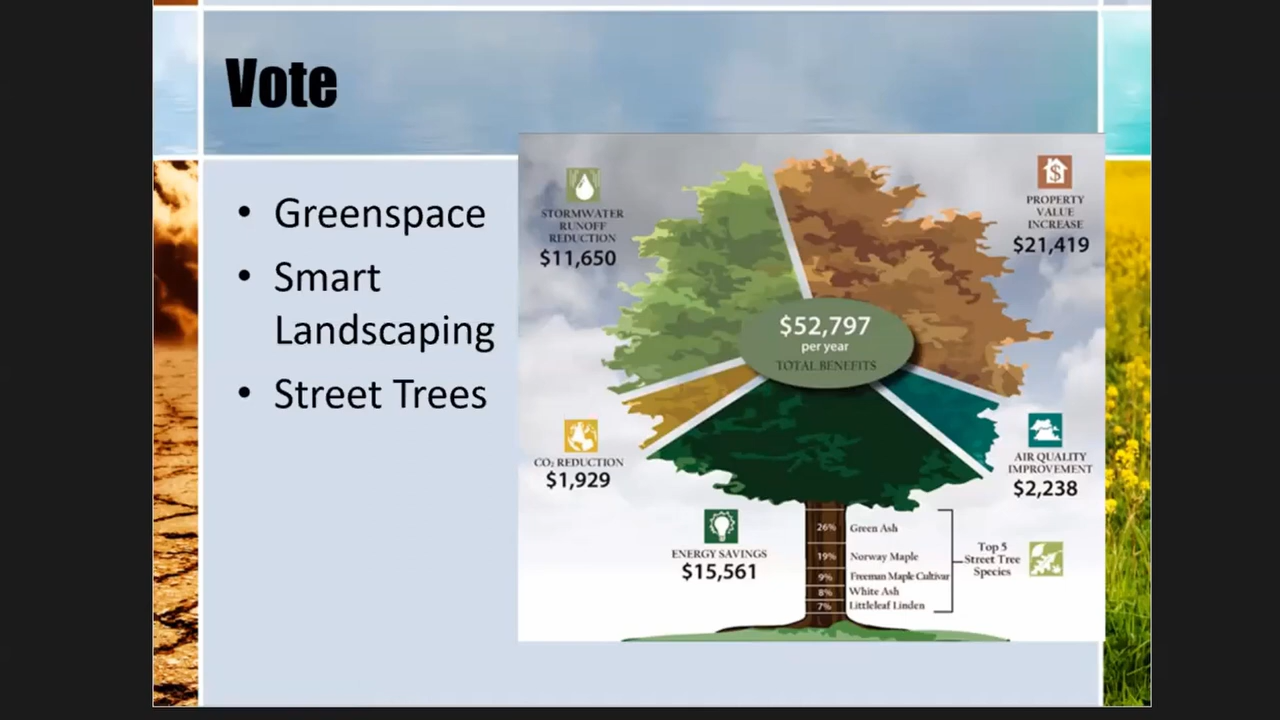 Vote
• Greenspace
• Smart
Landscaping
• Street Trees
STORMWATER
RUNOFF
REDUCTION
$11,650
PROPERTY
VALUE
INCREASE
$21,419
$52,797
per year
TOTAL BENEFITS
CO₂ REDUCTION
$1,929
AIR QUALITY
IMPROVEMENT
$2,238
ENERGY SAVINGS
$15,561
26% Green Ash
19% Norway Maple
9% Freeman Maple Cultivar
8% White Ash
7% Littleleaf Linden
Top 5
Street Tree
Species